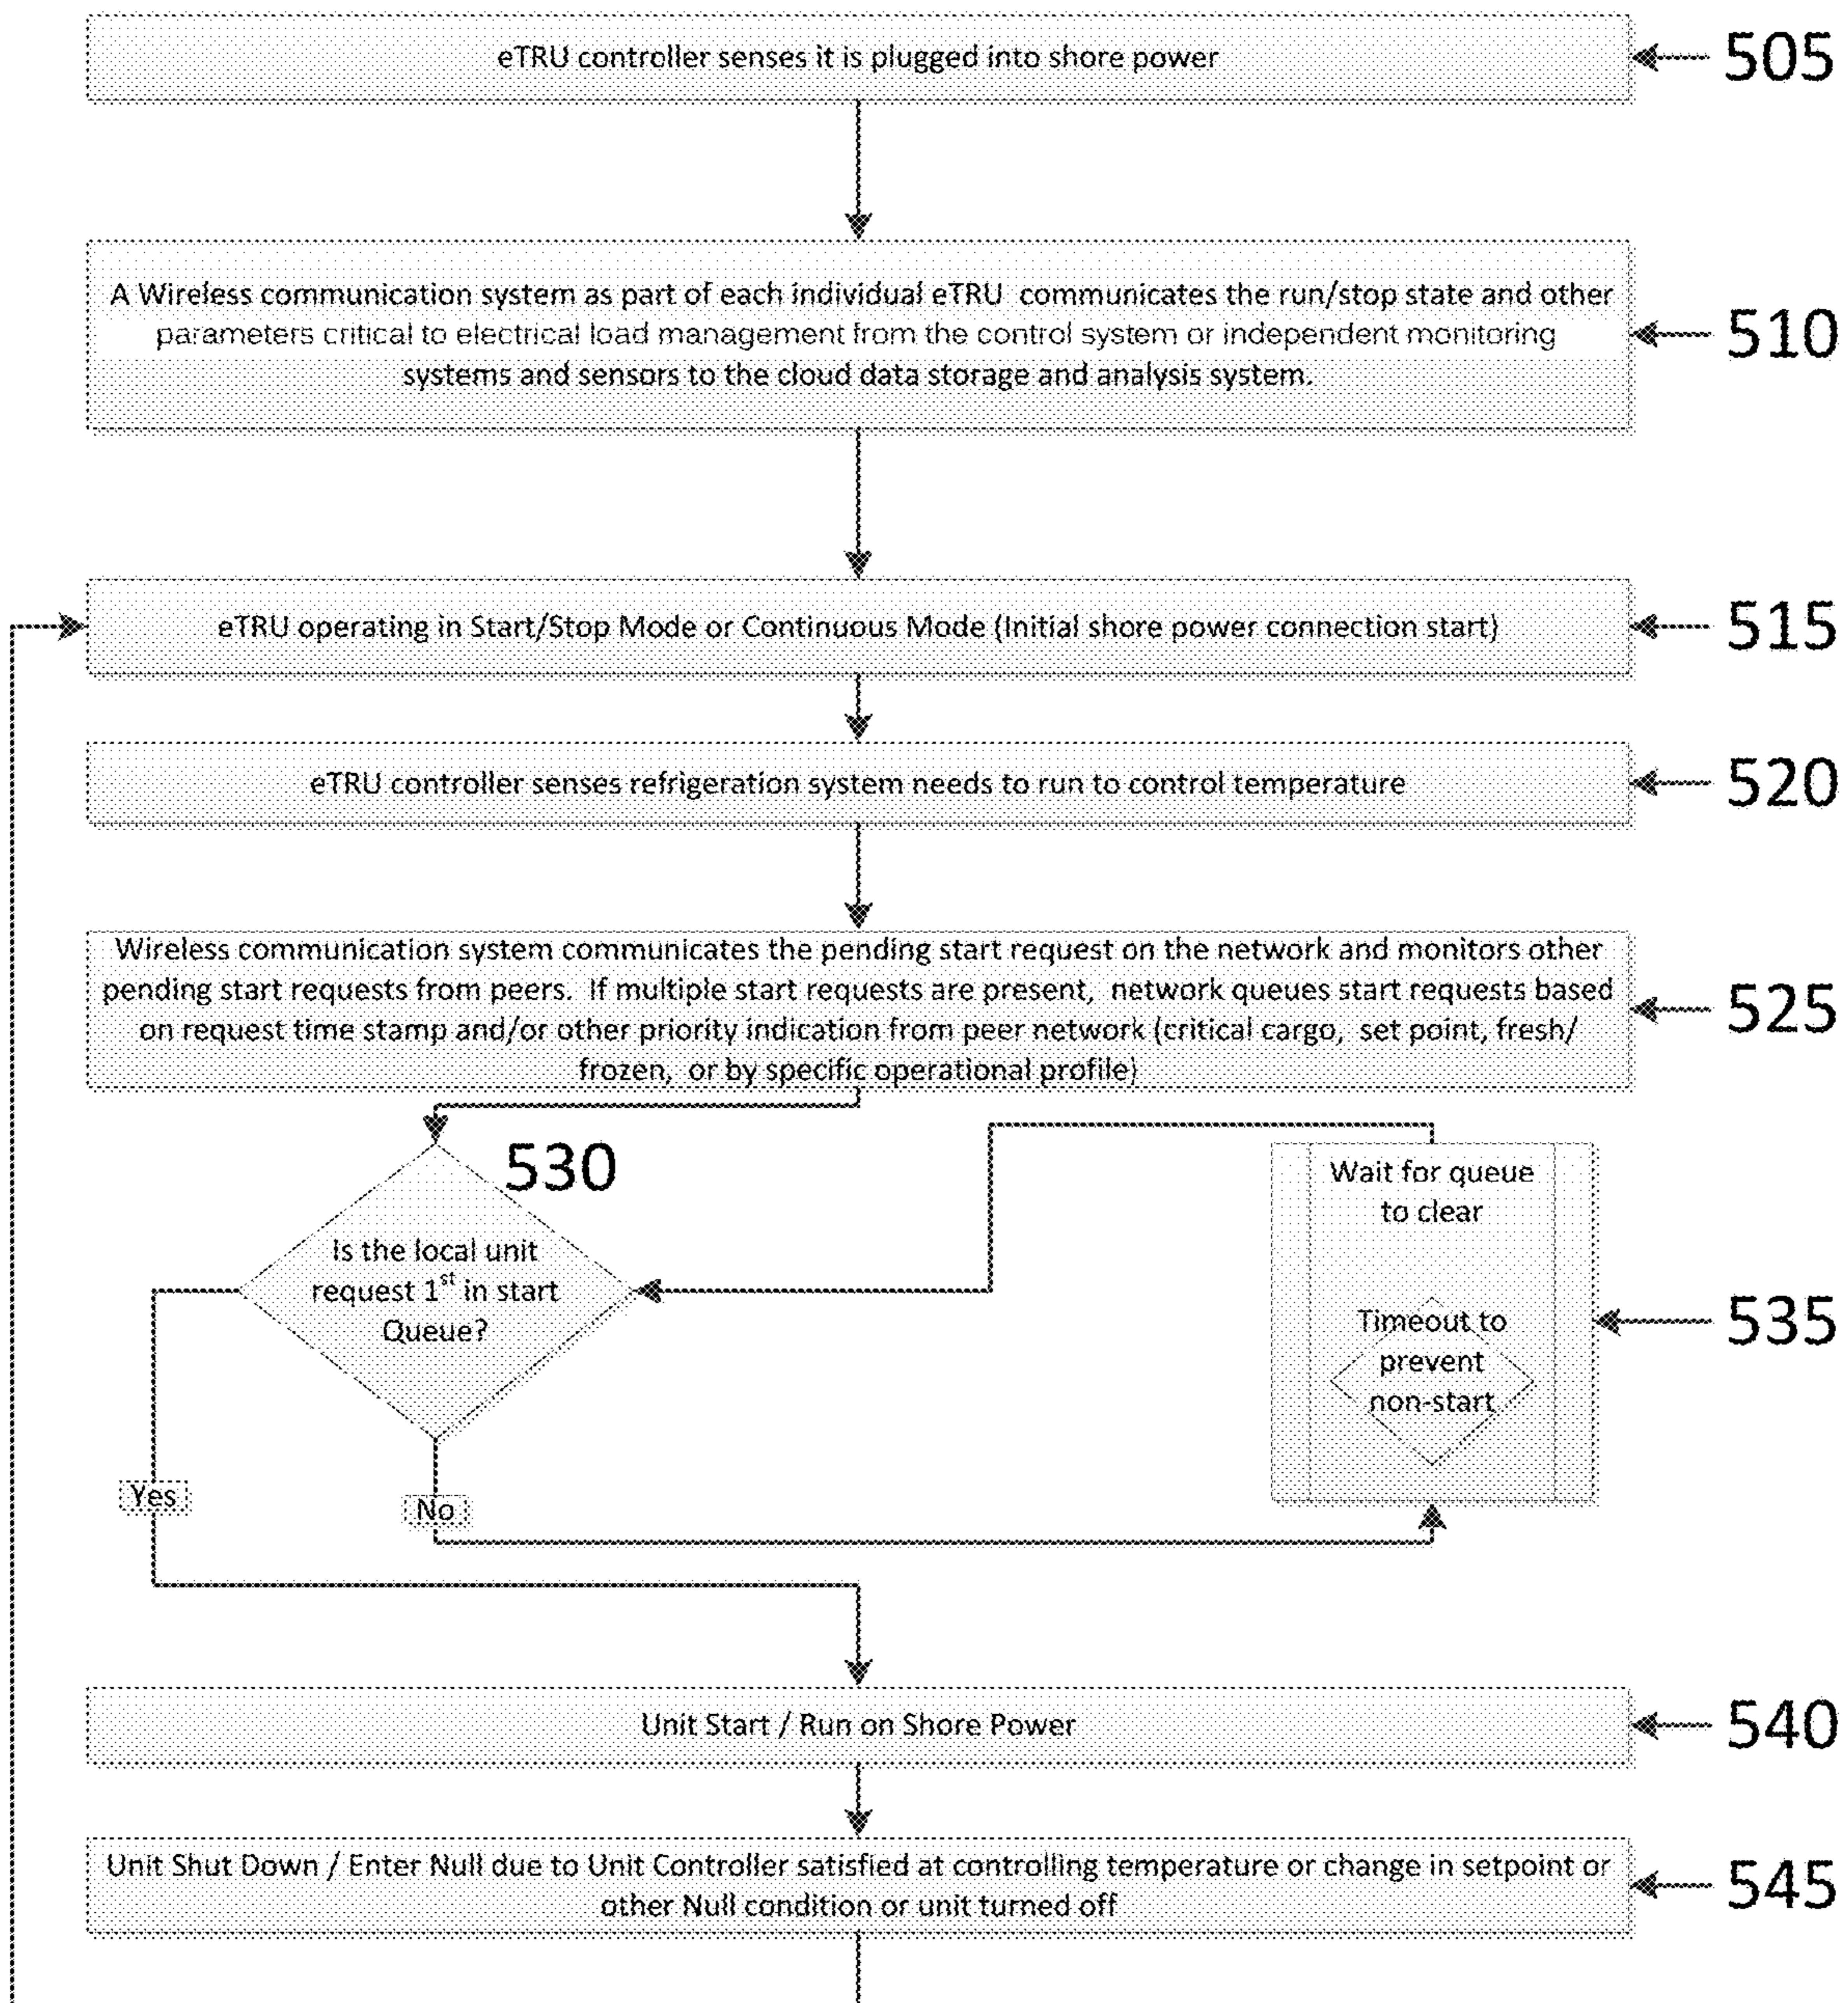 eTRU controller senses it is plugged into shore power
505
A Wireless communication system as part of each individual eTRU communicates the run/stop state and other
parameters critical to electrical load management from the control system or independent monitoring
systems and sensors to the cloud data storage and analysis system.
510
eTRU operating in Start/Stop Mode or Continuous Mode (Initial shore power connection start)
515
eTRU controller senses refrigeration system needs to run to control temperature
520
Wireless communication system communicates the pending start request on the network and monitors other
pending start requests from peers. If multiple start requests are present, network queues start requests based
on request time stamp and/or other priority indication from peer network (critical cargo, set point, fresh/
frozen, or by specific operational profile)
525
530
Is the local unit
request 1st in start
Queue?
Wait for queue
to clear
Timeout to
prevent
non-start
535
Yes
No
Unit Start / Run on Shore Power
540
Unit Shut Down / Enter Null due to Unit Controller satisfied at controlling temperature or change in setpoint or
other Null condition or unit turned off
545